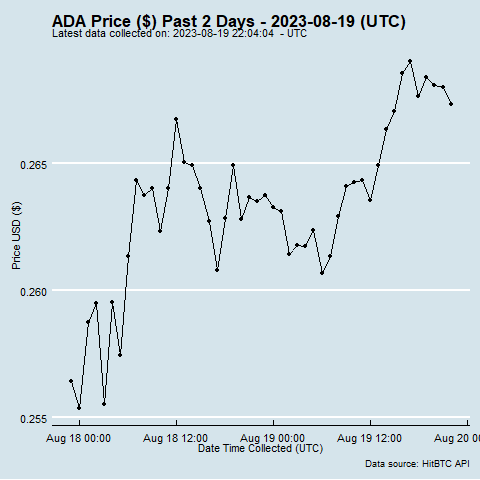 ADA Price ($) Past 2 Days - 2023-08-19 (UTC)
Latest data collected on: 2023-08-19 22:04:04  - UTC
Price USD ($)
0.265
0.260
0.255
Aug 18 00:00 Aug 18 12:00 Aug 19 00:00 Aug 19 12:00 Aug 20 0
Date Time Collected (UTC)
Data source: HitBTC API